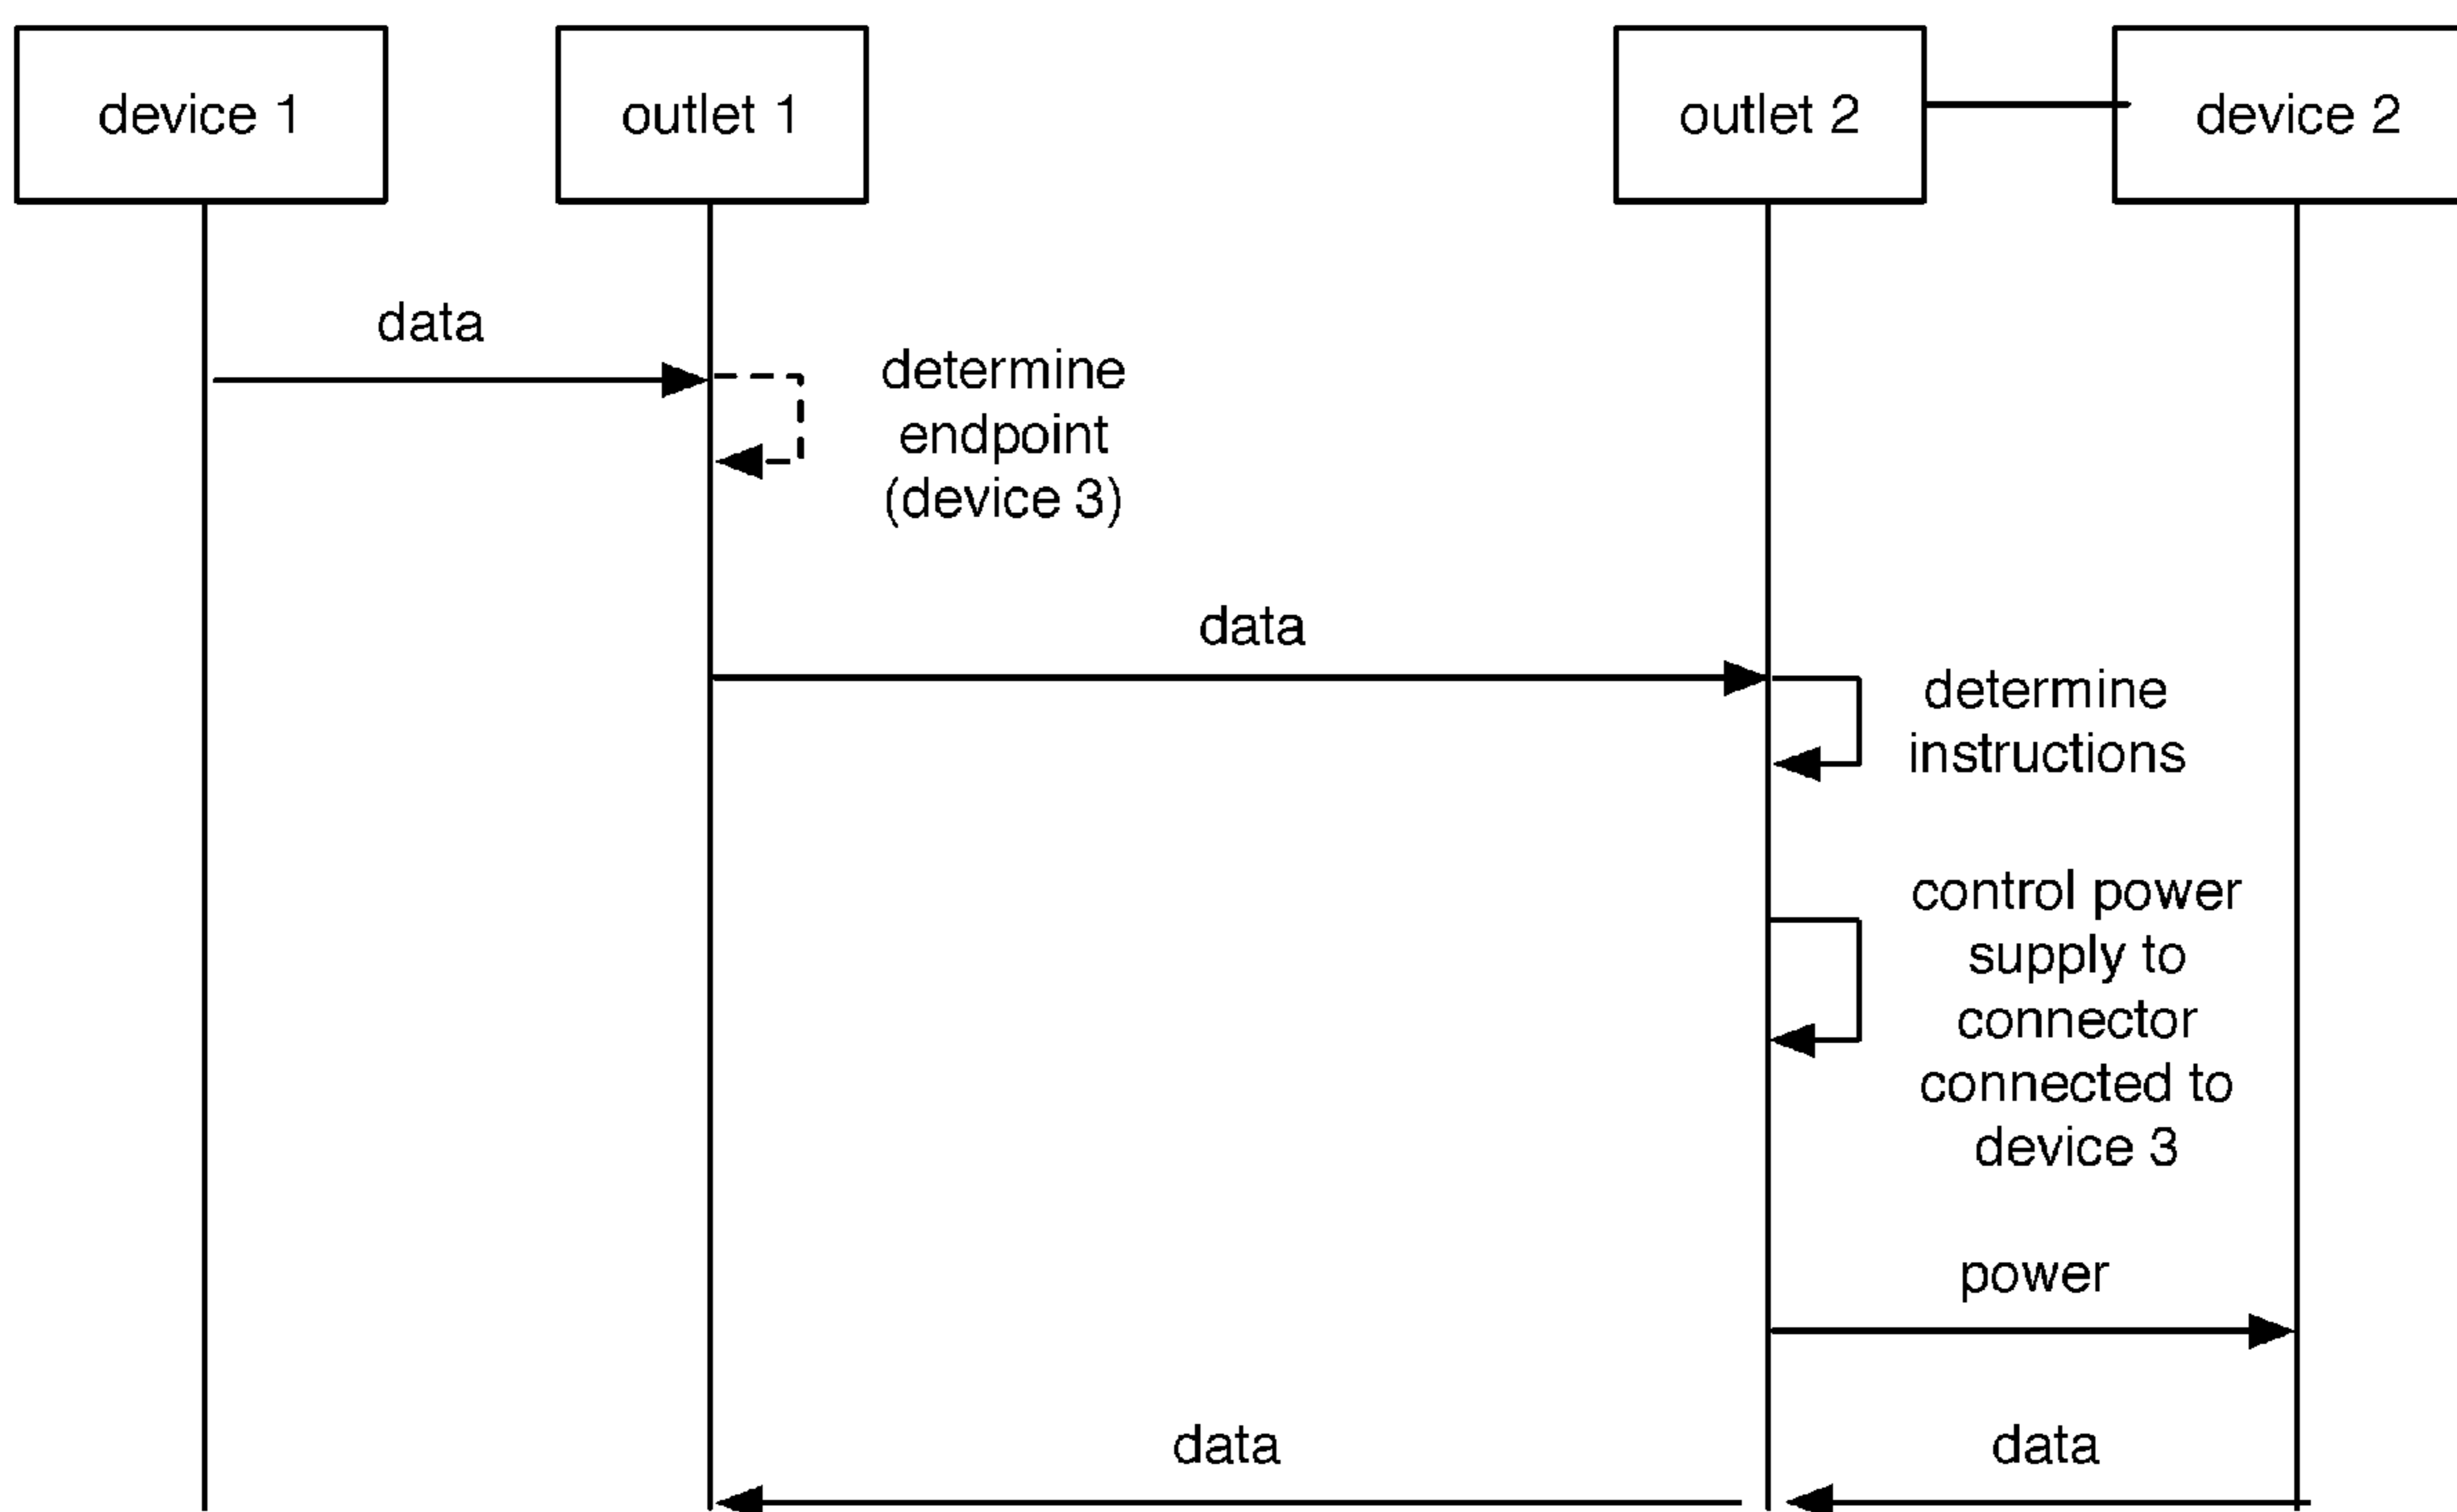 device 1
outlet 1
outlet 2
device 2
data
determine
endpoint
(device 3)
data
determine
instructions
control power
supply to
connector
connected to
device 3
power
data
data